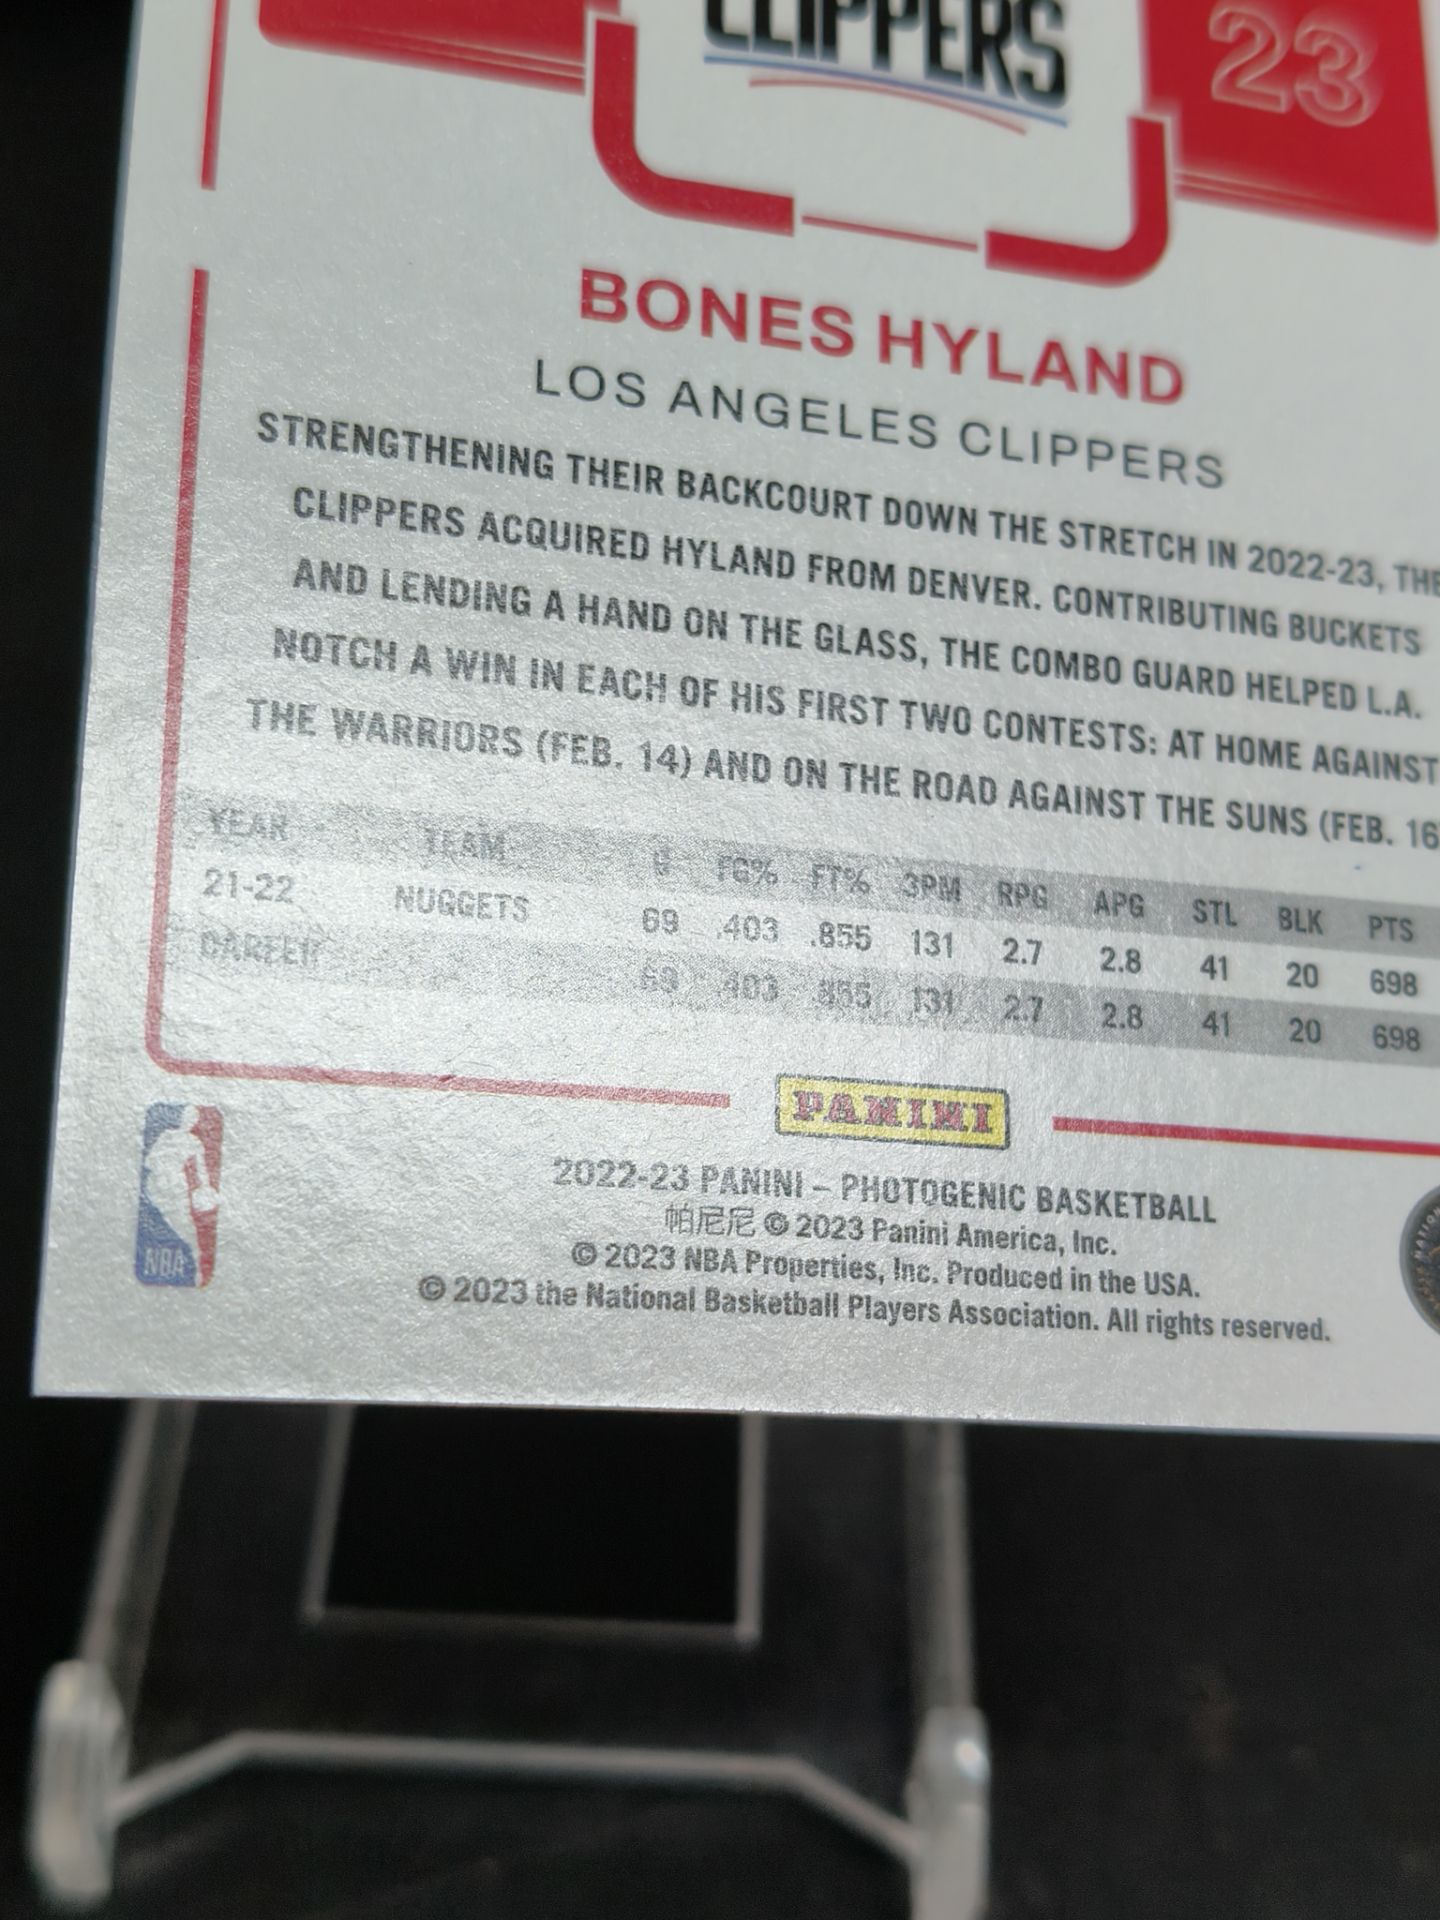 CLIPPERS
23
BONES HYLAND
LOS ANGELES CLIPPERS
STRENGTHENING THEIR BACKCOURT DOWN THE STRETCH IN 2022-23, THE
CLIPPERS ACQUIRED HYLAND FROM DENVER. CONTRIBUTING BUCKETS
AND LENDING A HAND ON THE GLASS, THE COMBO GUARD HELPED L.A.
NOTCH A WIN IN EACH OF HIS FIRST TWO CONTESTS: AT HOME AGAINST
THE WARRIORS (FEB. 14) AND ON THE ROAD AGAINST THE SUNS (FEB. 16
YEAR TEAM G FG% FT% 3PM RPG APG STL BLK PTS
21-22 NUGGETS 69 .403 .855 131 2.7 2.8 41 20 698
CAREER 69 .403 .855 131 2.7 2.8 41 20 698
PANINI
2022-23 PANINI – PHOTOGENIC BASKETBALL
帕尼尼 © 2023 Panini America, Inc.
© 2023 NBA Properties, Inc. Produced in the USA.
© 2023 the National Basketball Players Association. All rights reserved.
NBA